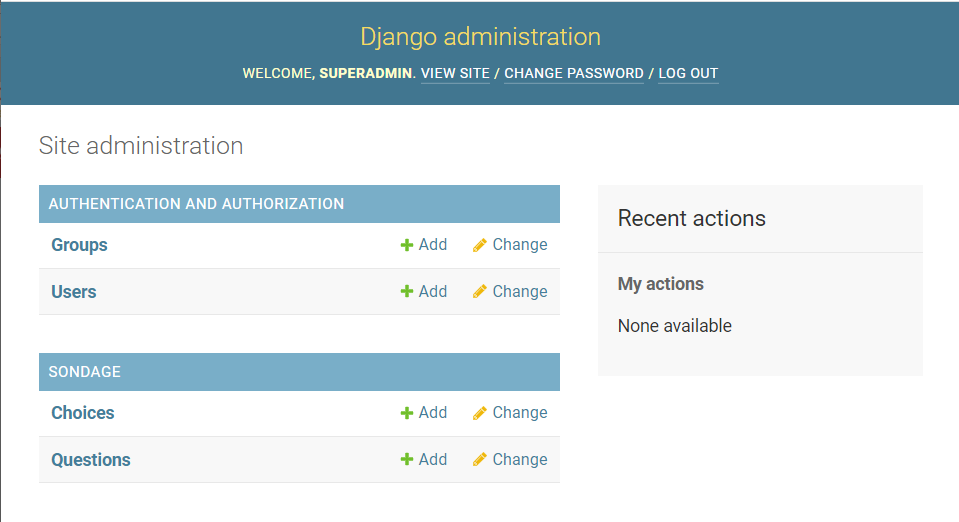 Django administration
WELCOME, SUPERADMIN. VIEW SITE / CHANGE PASSWORD / LOG OUT
Site administration
AUTHENTICATION AND AUTHORIZATION
Groups Add Change
Users Add Change
SONDAGE
Choices Add Change
Questions Add Change
Recent actions
My actions
None available